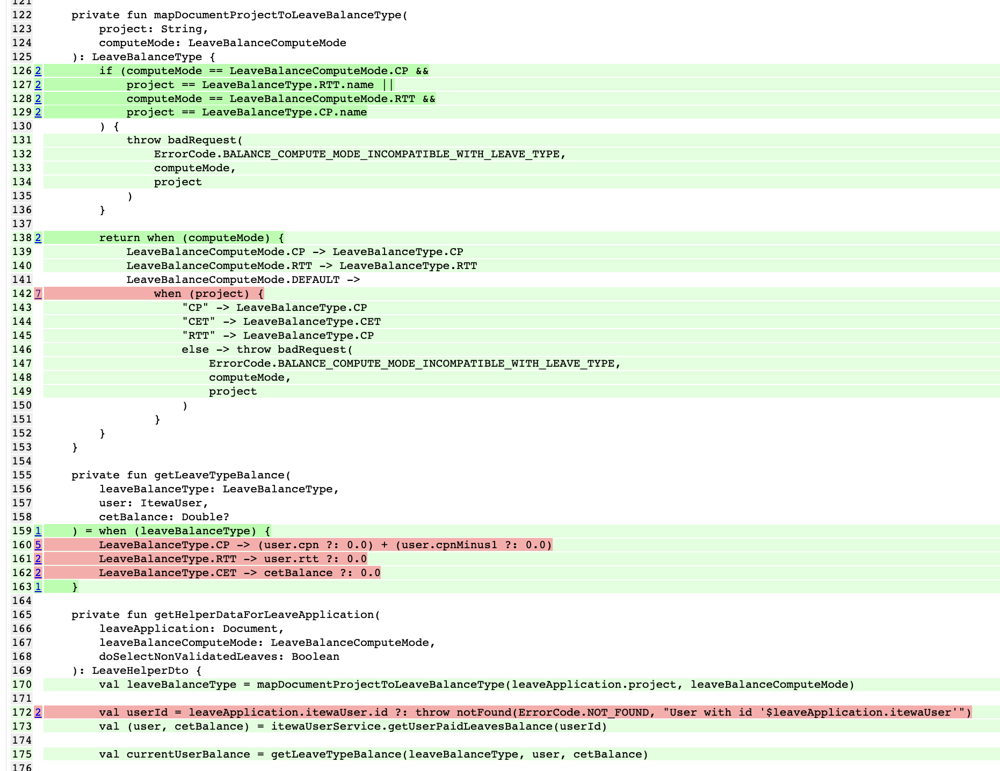 121
122 private fun mapDocumentProjectToLeaveBalanceType(
123 project: String,
124 computeMode: LeaveBalanceComputeMode
125 ): LeaveBalanceType {
126 2 if (computeMode == LeaveBalanceComputeMode.CP &&
127 2 project == LeaveBalanceType.RTT.name ||
128 2 computeMode == LeaveBalanceComputeMode.RTT &&
129 2 project == LeaveBalanceType.CP.name
130 ) {
131 throw badRequest(
132 ErrorCode.BALANCE_COMPUTE_MODE_INCOMPATIBLE_WITH_LEAVE_TYPE,
133 computeMode,
134 project
135 )
136 }
137
138 2 return when (computeMode) {
139 LeaveBalanceComputeMode.CP -> LeaveBalanceType.CP
140 LeaveBalanceComputeMode.RTT -> LeaveBalanceType.RTT
141 LeaveBalanceComputeMode.DEFAULT ->
142 7 when (project) {
143 "CP" -> LeaveBalanceType.CP
144 "CET" -> LeaveBalanceType.CET
145 "RTT" -> LeaveBalanceType.CP
146 else -> throw badRequest(
147 ErrorCode.BALANCE_COMPUTE_MODE_INCOMPATIBLE_WITH_LEAVE_TYPE,
148 computeMode,
149 project
150 )
151 }
152 }
153 }
154
155 private fun getLeaveTypeBalance(
156 leaveBalanceType: LeaveBalanceType,
157 user: ItewaUser,
158 cetBalance: Double?
159 1 ) = when (leaveBalanceType) {
160 5 LeaveBalanceType.CP -> (user.cpn ?: 0.0) + (user.cpnMinus1 ?: 0.0)
161 2 LeaveBalanceType.RTT -> user.rtt ?: 0.0
162 2 LeaveBalanceType.CET -> cetBalance ?: 0.0
163 1 }
164
165 private fun getHelperDataForLeaveApplication(
166 leaveApplication: Document,
167 leaveBalanceComputeMode: LeaveBalanceComputeMode,
168 doSelectNonValidatedLeaves: Boolean
169 ): LeaveHelperDto {
170 val leaveBalanceType = mapDocumentProjectToLeaveBalanceType(leaveApplication.project, leaveBalanceComputeMode)
171
172 2 val userId = leaveApplication.itewaUser.id ?: throw notFound(ErrorCode.NOT_FOUND, "User with id '$leaveApplication.itewaUser'")
173 val (user, cetBalance) = itewaUserService.getUserPaidLeavesBalance(userId)
174
175 val currentUserBalance = getLeaveTypeBalance(leaveBalanceType, user, cetBalance)
176